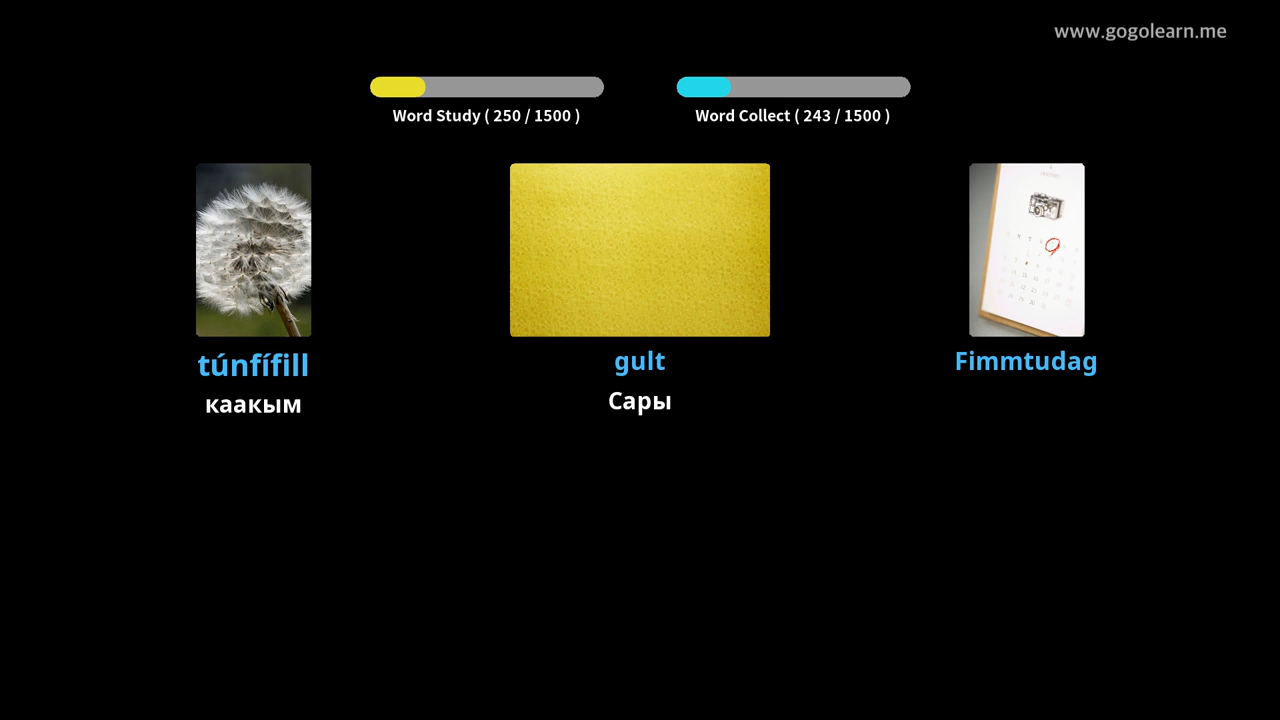 www.gogolearn.me
Word Study ( 250 / 1500 )
Word Collect ( 243 / 1500 )
túnfífill
каакым
gult
Сары
Fimmtudag